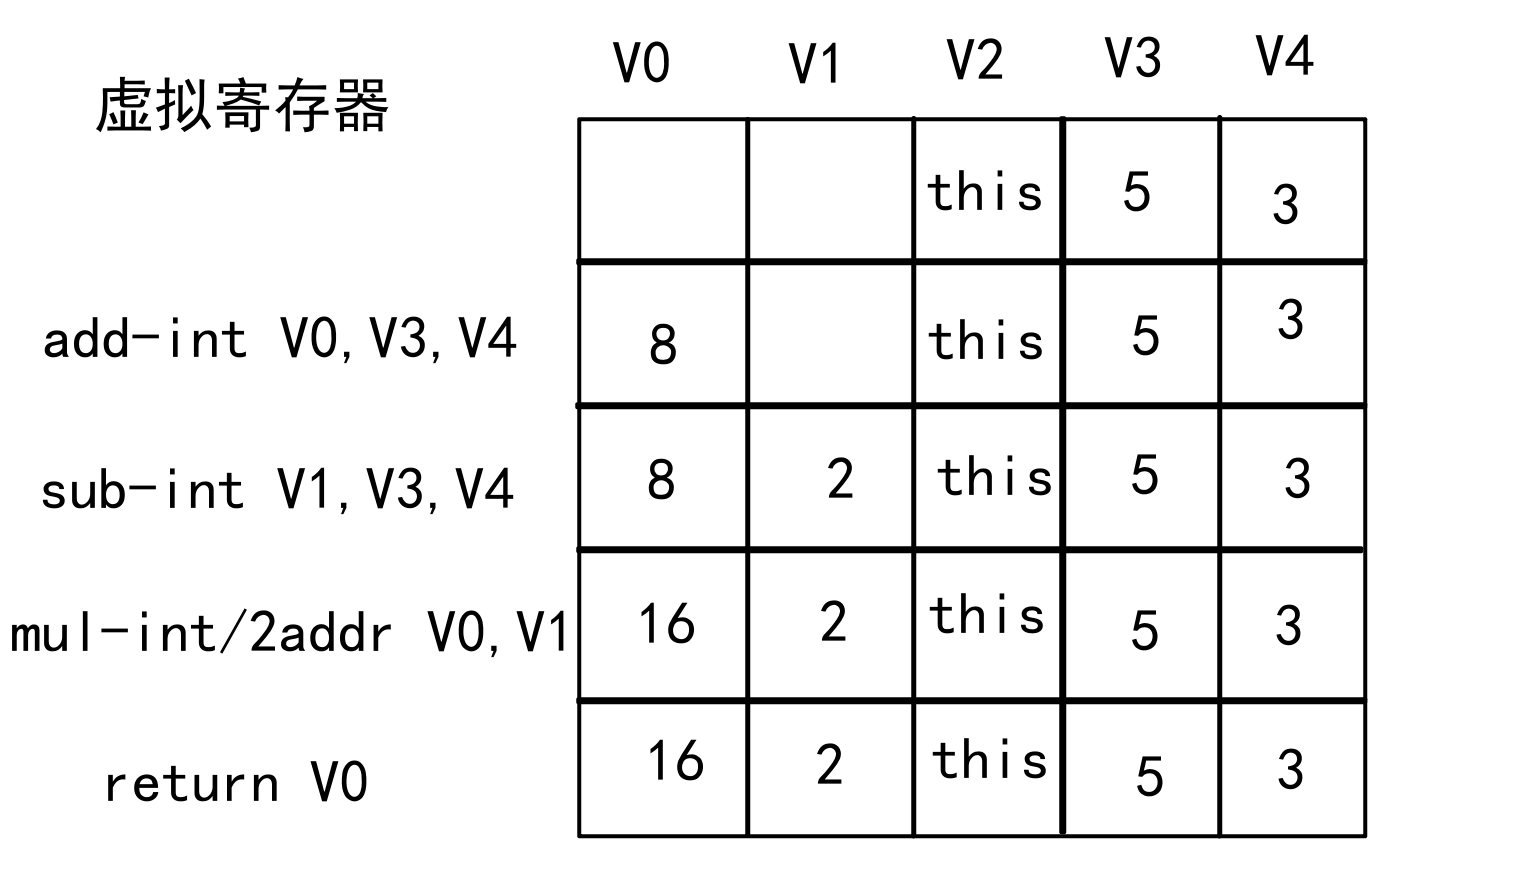 V0 V1 V2 V3 V4
虚拟寄存器
this 5 3
add-int V0,V3,V4 8 this 5 3
sub-int V1,V3,V4 8 2 this 5 3
mul-int/2addr V0,V1 16 2 this 5 3
return V0 16 2 this 5 3